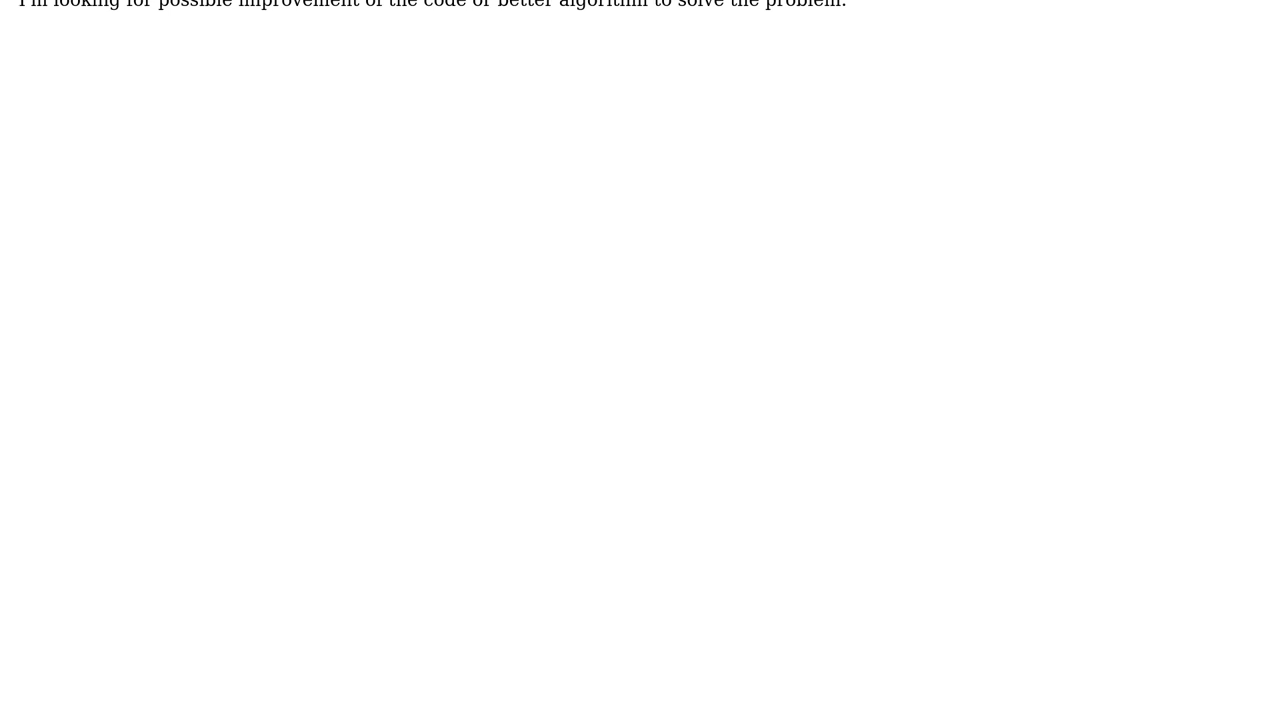 I'm looking for possible improvement of the code or better algorithm to solve the problem.